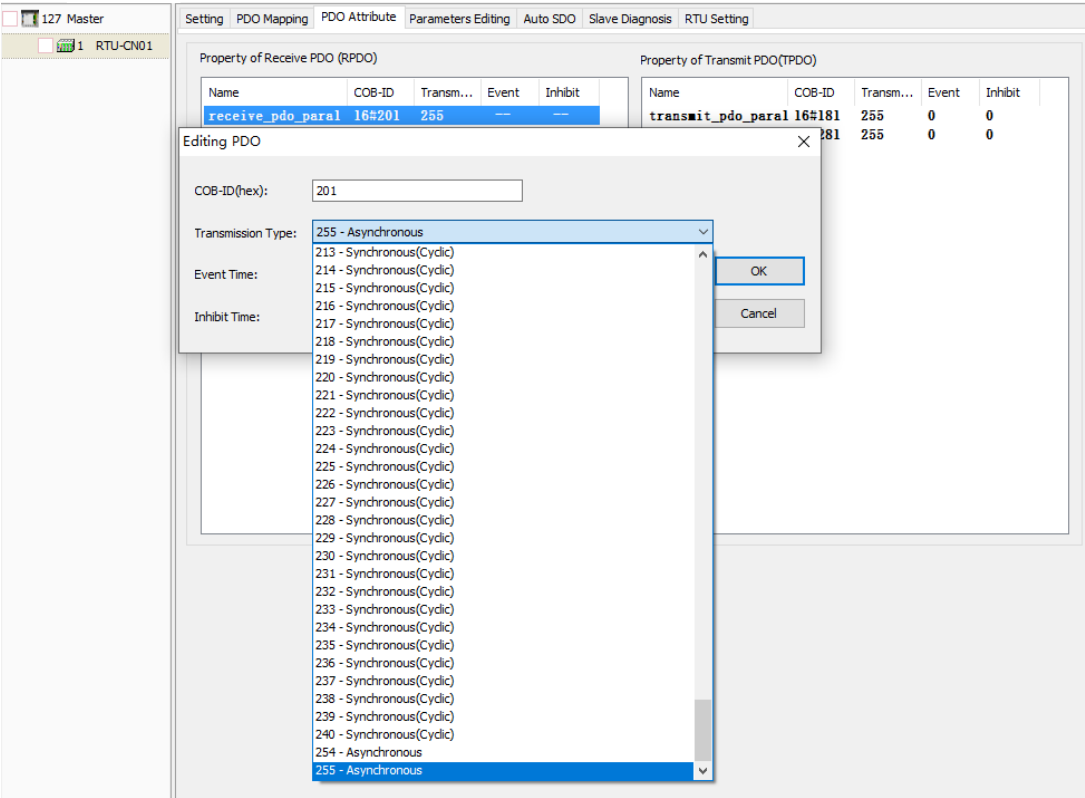 127 Master
1 RTU-CN01
Setting PDO Mapping PDO Attribute Parameters Editing Auto SDO Slave Diagnosis RTU Setting
Property of Receive PDO (RPDO)
Name COB-ID Transm... Event Inhibit
receive_pdo_para1 16#201 255 -- --
Property of Transmit PDO(TPDO)
Name COB-ID Transm... Event Inhibit
transmit_pdo_para1 16#181 255 0 0
281 255 0 0
Editing PDO
COB-ID(hex): 201
Transmission Type: 255 - Asynchronous
Event Time:
Inhibit Time:
OK
Cancel
213 - Synchronous(Cyclic)
214 - Synchronous(Cyclic)
215 - Synchronous(Cyclic)
216 - Synchronous(Cyclic)
217 - Synchronous(Cyclic)
218 - Synchronous(Cyclic)
219 - Synchronous(Cyclic)
220 - Synchronous(Cyclic)
221 - Synchronous(Cyclic)
222 - Synchronous(Cyclic)
223 - Synchronous(Cyclic)
224 - Synchronous(Cyclic)
225 - Synchronous(Cyclic)
226 - Synchronous(Cyclic)
227 - Synchronous(Cyclic)
228 - Synchronous(Cyclic)
229 - Synchronous(Cyclic)
230 - Synchronous(Cyclic)
231 - Synchronous(Cyclic)
232 - Synchronous(Cyclic)
233 - Synchronous(Cyclic)
234 - Synchronous(Cyclic)
235 - Synchronous(Cyclic)
236 - Synchronous(Cyclic)
237 - Synchronous(Cyclic)
238 - Synchronous(Cyclic)
239 - Synchronous(Cyclic)
240 - Synchronous(Cyclic)
254 - Asynchronous
255 - Asynchronous